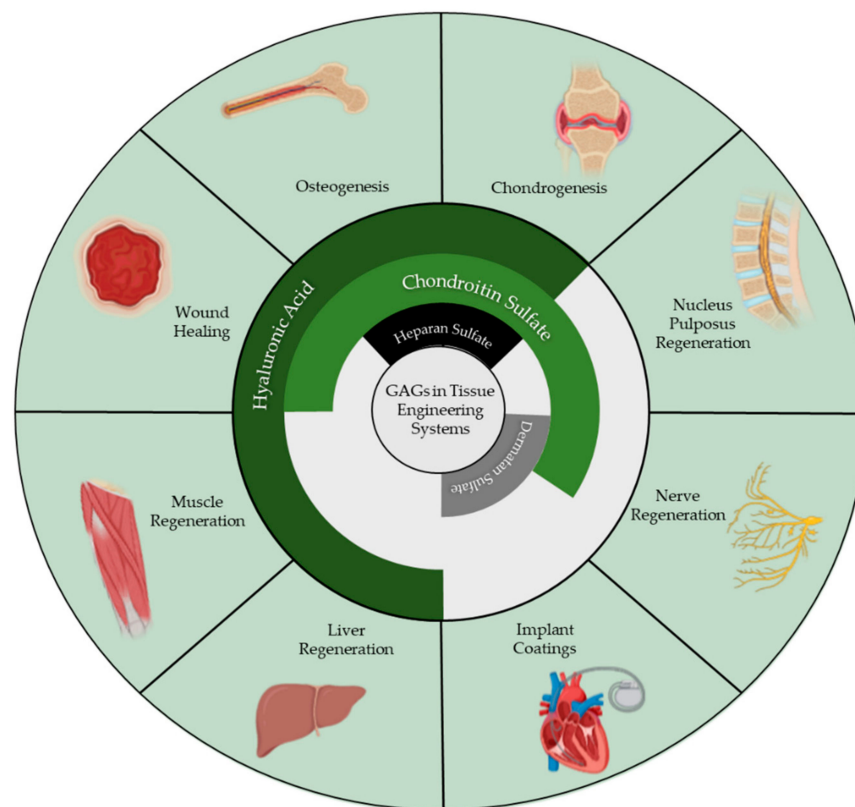 Osteogenesis
Chondrogenesis
Wound
Healing
Nucleus
Pulposus
Regeneration
Hyaluronic Acid
Chondroitin Sulfate
Heparan Sulfate
GAGs in Tissue
Engineering
Systems
Dermatan Sulfate
Muscle
Regeneration
Nerve
Regeneration
Liver
Regeneration
Implant
Coatings